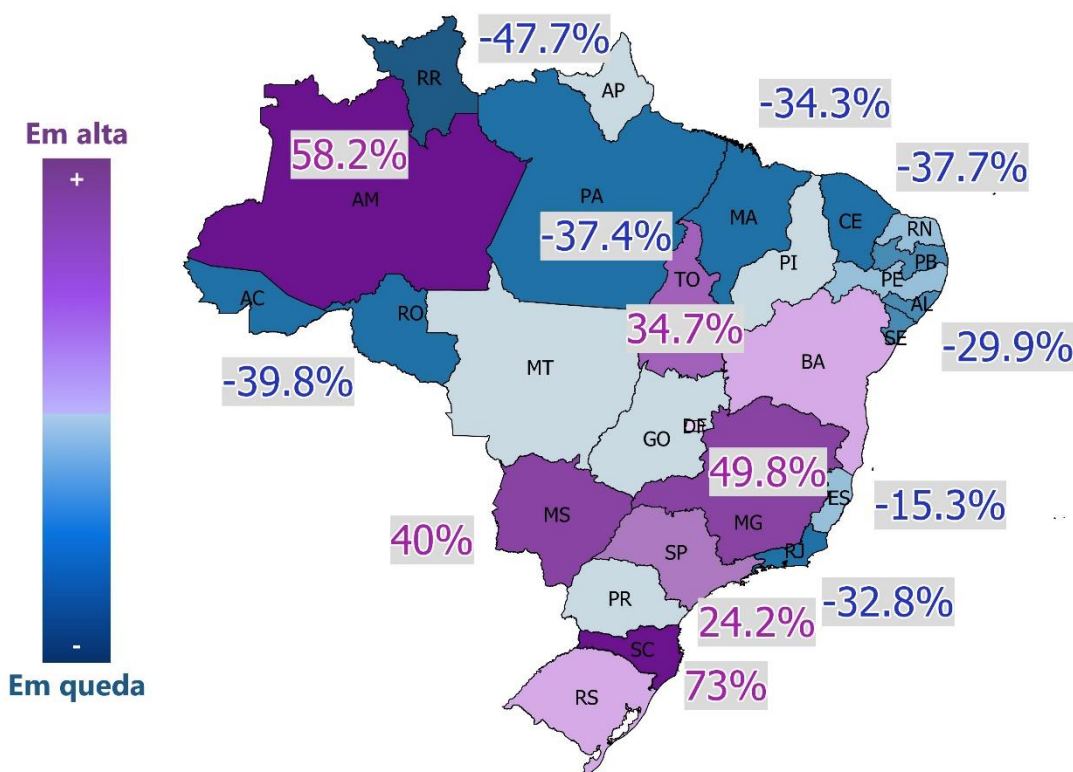 Em alta
+
-
Em queda
-47.7%
RR
AP
-34.3%
58.2%
-37.7%
AM
PA
MA
CE
RN
-37.4%
PI
PB
PE
TO
AL
AC
RO
34.7%
SE
-29.9%
-39.8%
MT
BA
GO
DF
49.8%
ES
-15.3%
MS
40%
MG
SP
RJ
PR
-32.8%
24.2%
SC
73%
RS